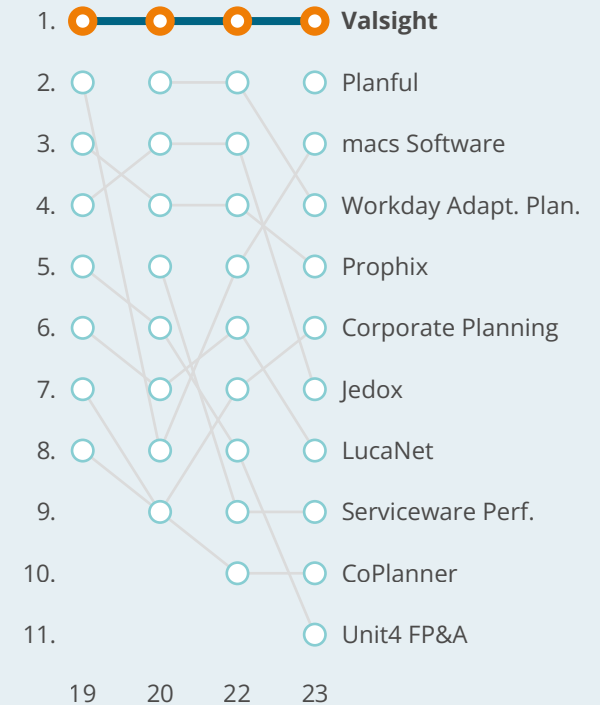 1. Valsight
2. Planful
3. macs Software
4. Workday Adapt. Plan.
5. Prophix
6. Corporate Planning
7. Jedox
8. LucaNet
9. Serviceware Perf.
10. CoPlanner
11. Unit4 FP&A
19 20 22 23